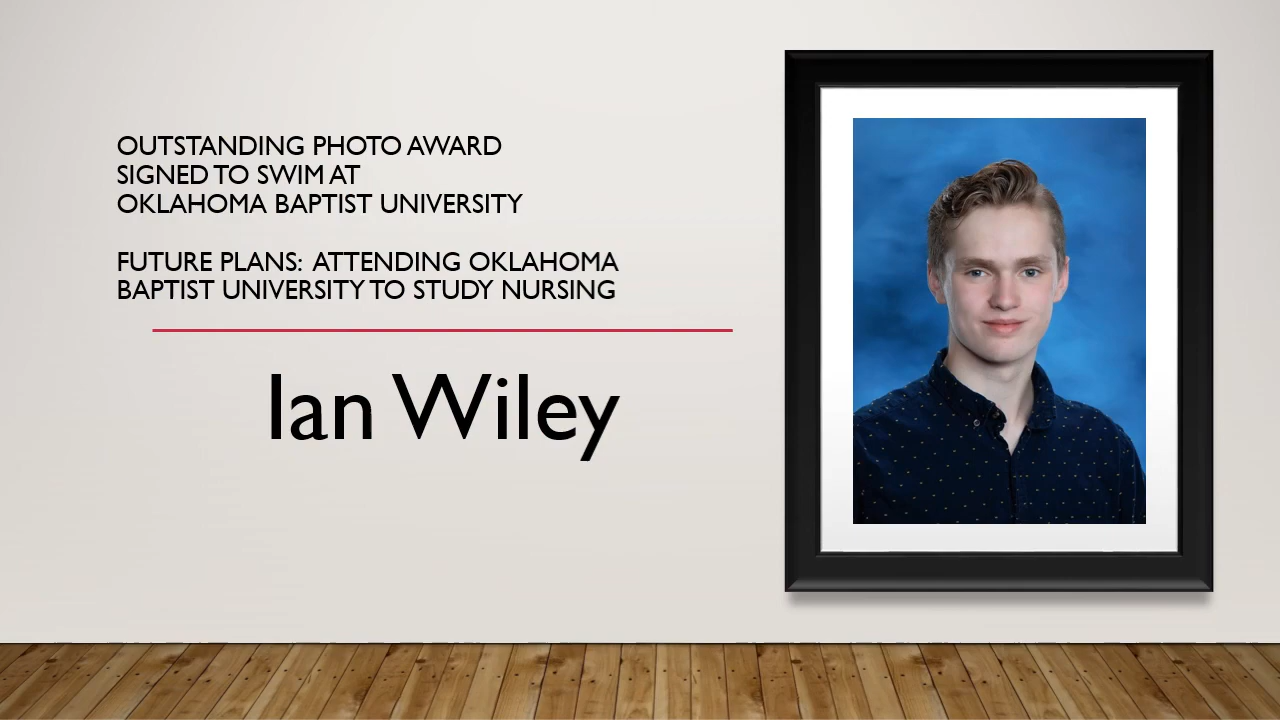 OUTSTANDING PHOTO AWARD
SIGNED TO SWIM AT
OKLAHOMA BAPTIST UNIVERSITY
FUTURE PLANS: ATTENDING OKLAHOMA
BAPTIST UNIVERSITY TO STUDY NURSING
Ian Wiley